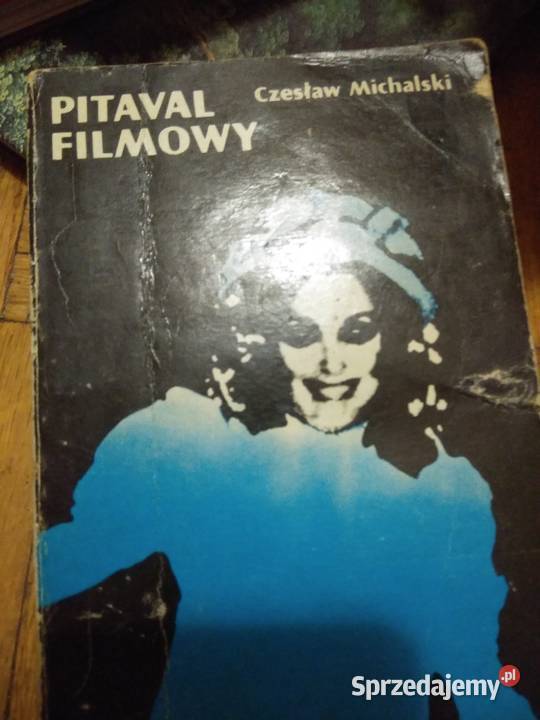 PITAVAL
FILMOWY
Czesław Michalski
Sprzedajemy.pl